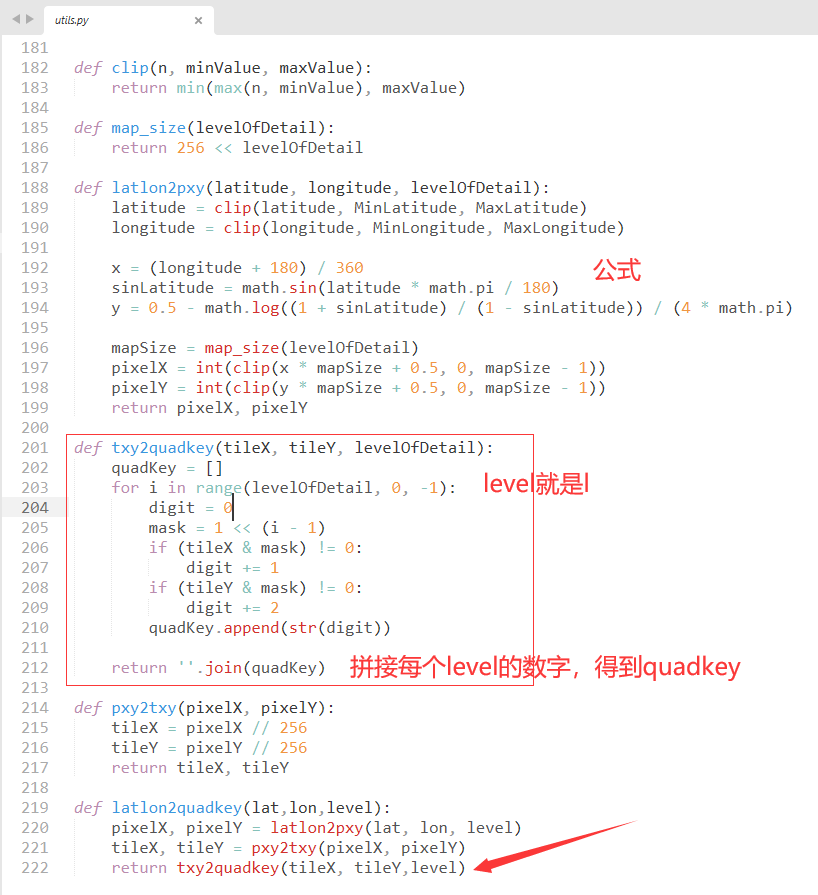 utils.py
181
182 def clip(n, minValue, maxValue):
183 return min(max(n, minValue), maxValue)
184
185 def map_size(levelOfDetail):
186 return 256 << levelOfDetail
187
188 def latlon2pxy(latitude, longitude, levelOfDetail):
189 latitude = clip(latitude, MinLatitude, MaxLatitude)
190 longitude = clip(longitude, MinLongitude, MaxLongitude)
191
192 x = (longitude + 180) / 360 公式
193 sinLatitude = math.sin(latitude * math.pi / 180)
194 y = 0.5 - math.log((1 + sinLatitude) / (1 - sinLatitude)) / (4 * math.pi)
195
196 mapSize = map_size(levelOfDetail)
197 pixelX = int(clip(x * mapSize + 0.5, 0, mapSize - 1))
198 pixelY = int(clip(y * mapSize + 0.5, 0, mapSize - 1))
199 return pixelX, pixelY
200
201 def txy2quadkey(tileX, tileY, levelOfDetail):
202 quadKey = []
203 for i in range(levelOfDetail, 0, -1): level就是l
204 digit = 0
205 mask = 1 << (i - 1)
206 if (tileX & mask) != 0:
207 digit += 1
208 if (tileY & mask) != 0:
209 digit += 2
210 quadKey.append(str(digit))
211
212 return ''.join(quadKey) 拼接每个level的数字，得到quadkey
213
214 def pxy2txy(pixelX, pixelY):
215 tileX = pixelX // 256
216 tileY = pixelY // 256
217 return tileX, tileY
218
219 def latlon2quadkey(lat,lon,level):
220 pixelX, pixelY = latlon2pxy(lat, lon, level)
221 tileX, tileY = pxy2txy(pixelX, pixelY)
222 return txy2quadkey(tileX, tileY,level)